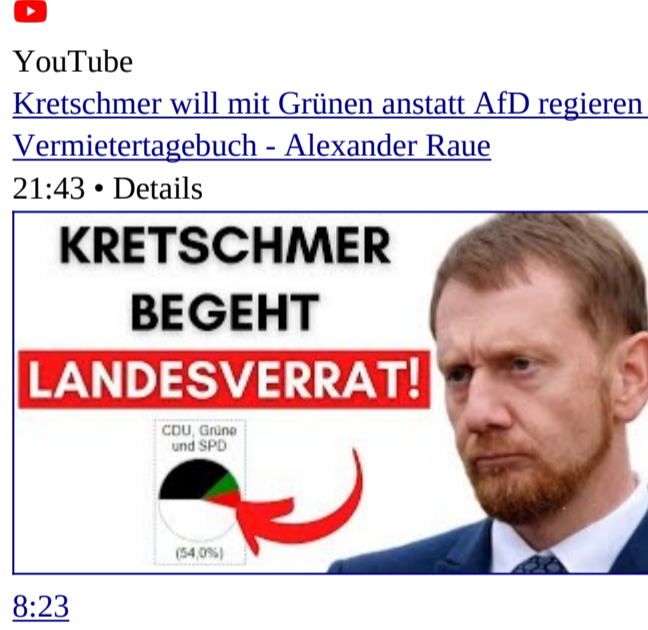 YouTube
Kretschmer will mit Grünen anstatt AfD regieren
Vermietertagebuch - Alexander Raue
21:43 • Details
KRETSCHMER
BEGEHT
LANDESVERRAT!
CDU, Grüne
und SPD
(54,0%)
8:23